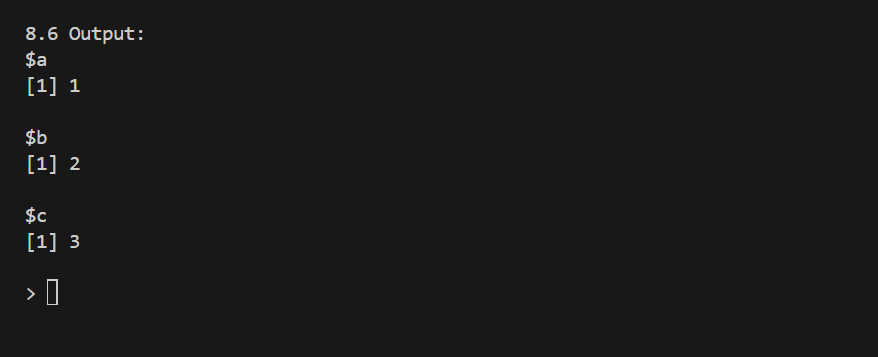 8.6 Output:
$a
[1] 1
$b
[1] 2
$c
[1] 3
>